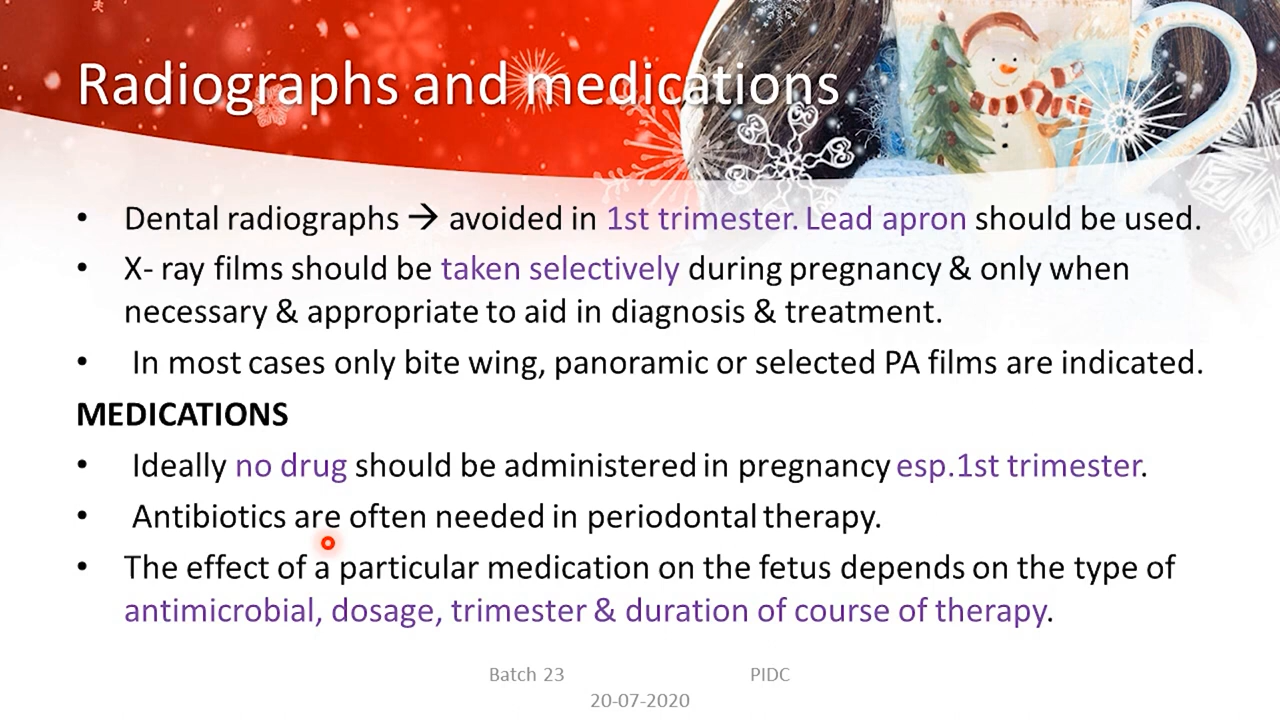 Radiographs and medications
• Dental radiographs → avoided in 1st trimester. Lead apron should be used.
• X- ray films should be taken selectively during pregnancy & only when
necessary & appropriate to aid in diagnosis & treatment.
• In most cases only bite wing, panoramic or selected PA films are indicated.
MEDICATIONS
• Ideally no drug should be administered in pregnancy esp.1st trimester.
• Antibiotics are often needed in periodontal therapy.
• The effect of a particular medication on the fetus depends on the type of
antimicrobial, dosage, trimester & duration of course of therapy.
Batch 23 PIDC
20-07-2020